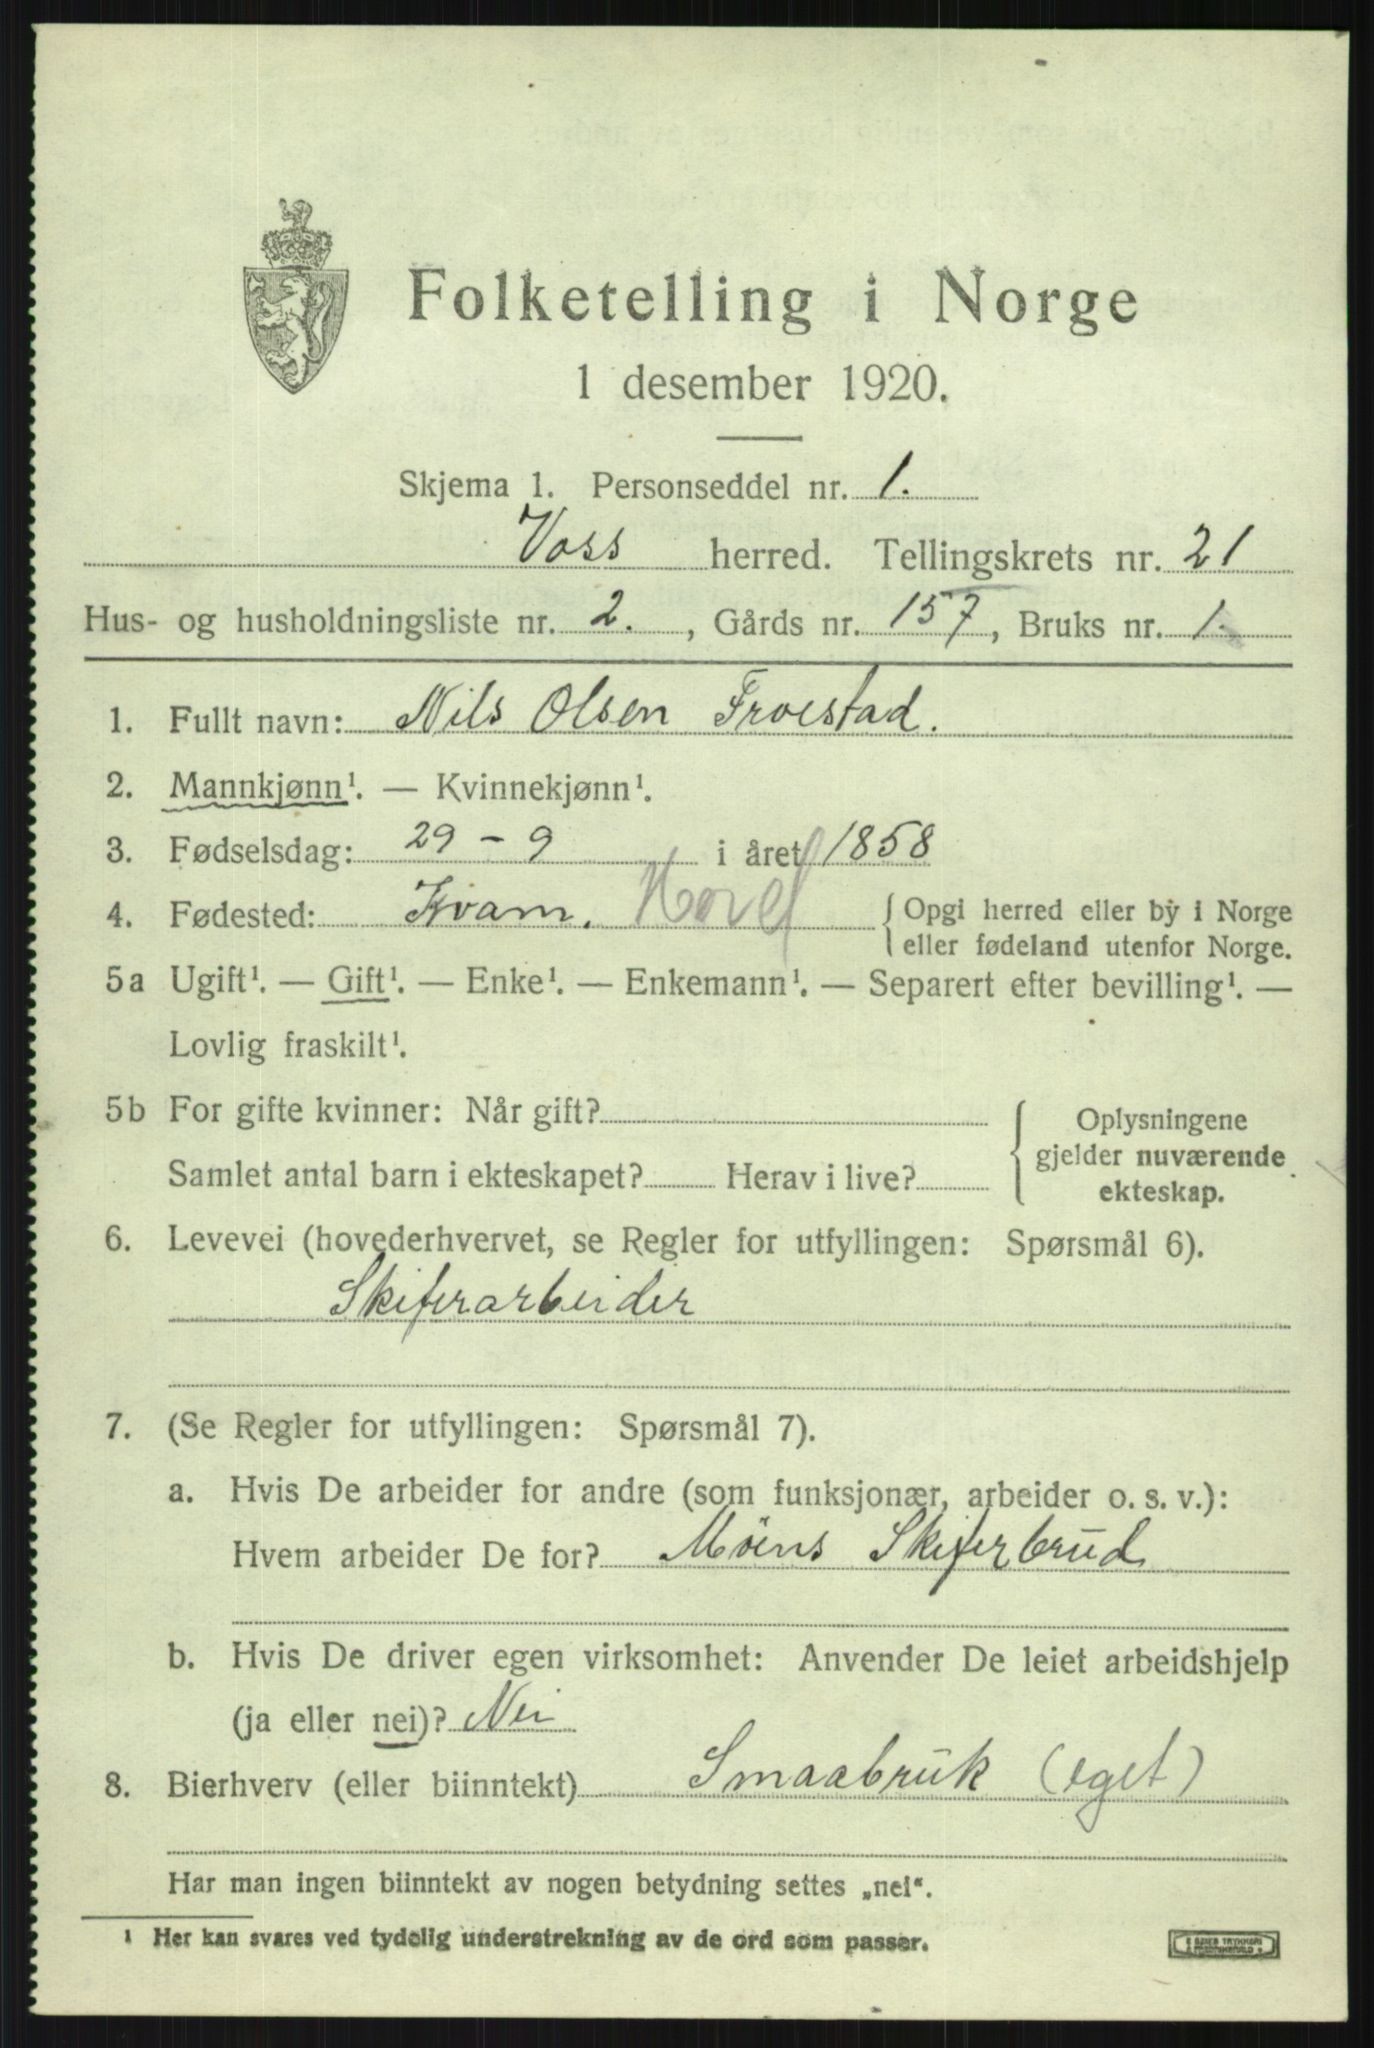 Folketelling i Norge
1 desember 1920.
Skjema 1. Personseddel nr. 1.
Voss herred. Tellingskrets nr. 21
Hus- og husholdningsliste nr. 2. , Gårds nr. 157, Bruks nr. 1.
1. Fullt navn: Nils Olsen Troestad.
2. Mannkjønn¹. — Kvinnekjønn¹.
3. Fødselsdag: 29 - 9 i året 1858
4. Fødested: Kvam. { Opgi herred eller by i Norge
eller fødeland utenfor Norge.
5a Ugift¹. — Gift¹. — Enke¹. — Enkemann¹. — Separert efter bevilling¹. —
Lovlig fraskilt¹.
5b For gifte kvinner: Når gift?
Samlet antal barn i ekteskapet? Herav i live?
Oplysningene
gjelder nuværende
ekteskap.
6. Levevei (hovederhvervet, se Regler for utfyllingen: Spørsmål 6).
Skiferarbeider
7. (Se Regler for utfyllingen: Spørsmål 7).
a. Hvis De arbeider for andre (som funksjonær, arbeider o. s. v.):
Hvem arbeider De for? Möens Skiferbrud
b. Hvis De driver egen virksomhet: Anvender De leiet arbeidshjelp
(ja eller nei)? Nei
8. Bierhverv (eller biinntekt) Smaabruk (eget)
Har man ingen biinntekt av nogen betydning settes „nei“.
¹ Her kan svares ved tydelig understrekning av de ord som passer.